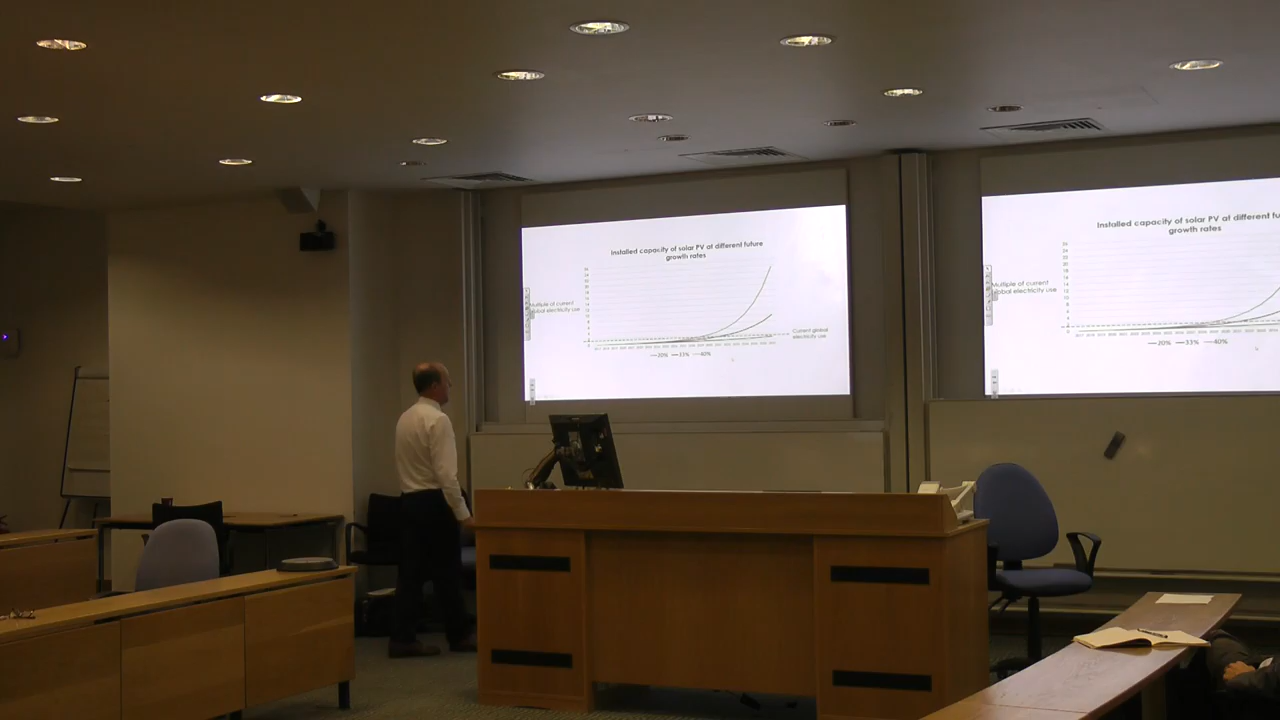 Installed capacity of solar PV at different future
growth rates
Multiple of current
Global electricity use
Current global
electricity use
20% 33% 40%
Installed capacity of solar PV at different fu
growth rates
Multiple of current
Global electricity use
20% 33% 40%